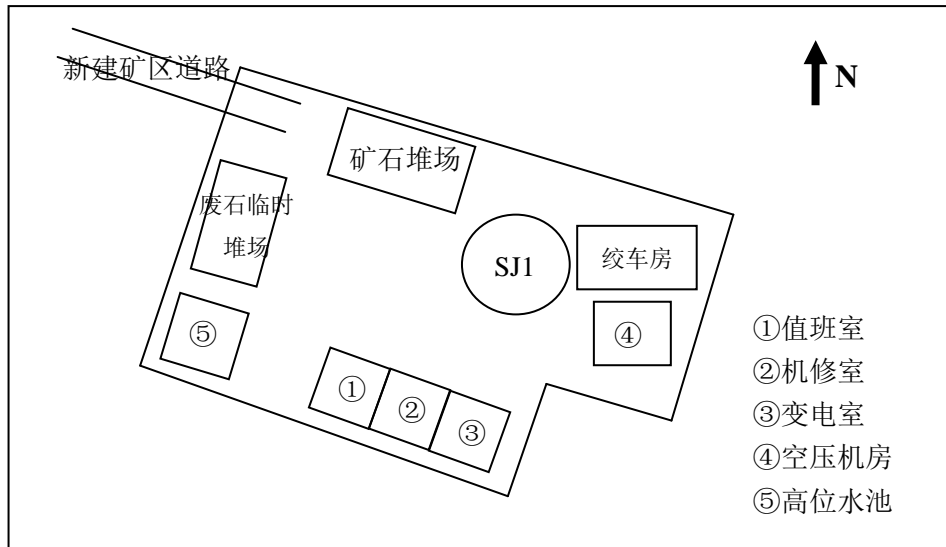 新建矿区道路
N
矿石堆场
废石临时
堆场
SJ1
绞车房
④
⑤
①
②
③
①值班室
②机修室
③变电室
④空压机房
⑤高位水池